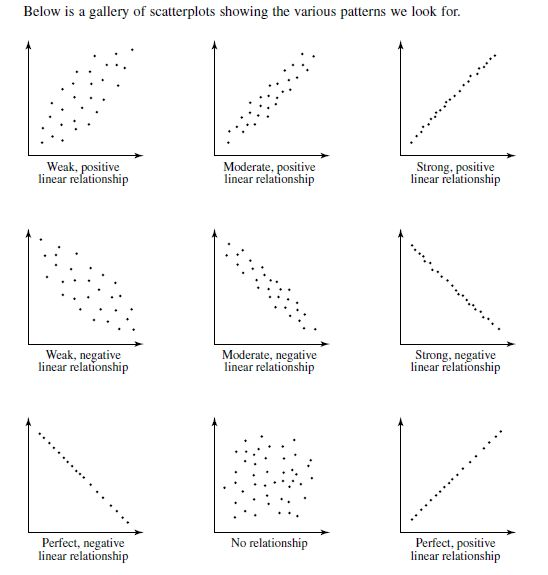 Below is a gallery of scatterplots showing the various patterns we look for.
Weak, positive
linear relationship
Moderate, positive
linear relationship
Strong, positive
linear relationship
Weak, negative
linear relationship
Moderate, negative
linear relationship
Strong, negative
linear relationship
Perfect, negative
linear relationship
No relationship
Perfect, positive
linear relationship